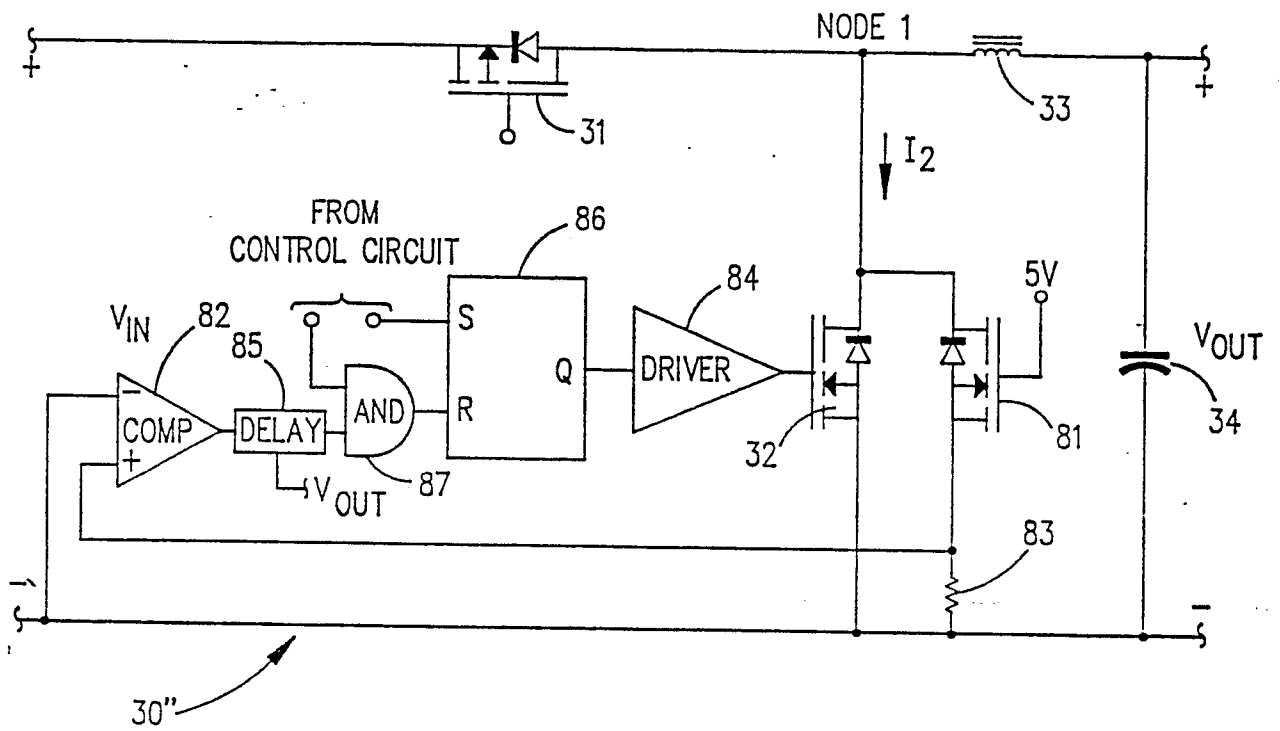 NODE 1
+
+
31
33
I2
FROM
CONTROL CIRCUIT
86
84
5V
VIN
82
85
S
Q
DRIVER
VOUT
34
−
COMP
+
DELAY
AND
R
87
32
81
VOUT
83
−
−
30"